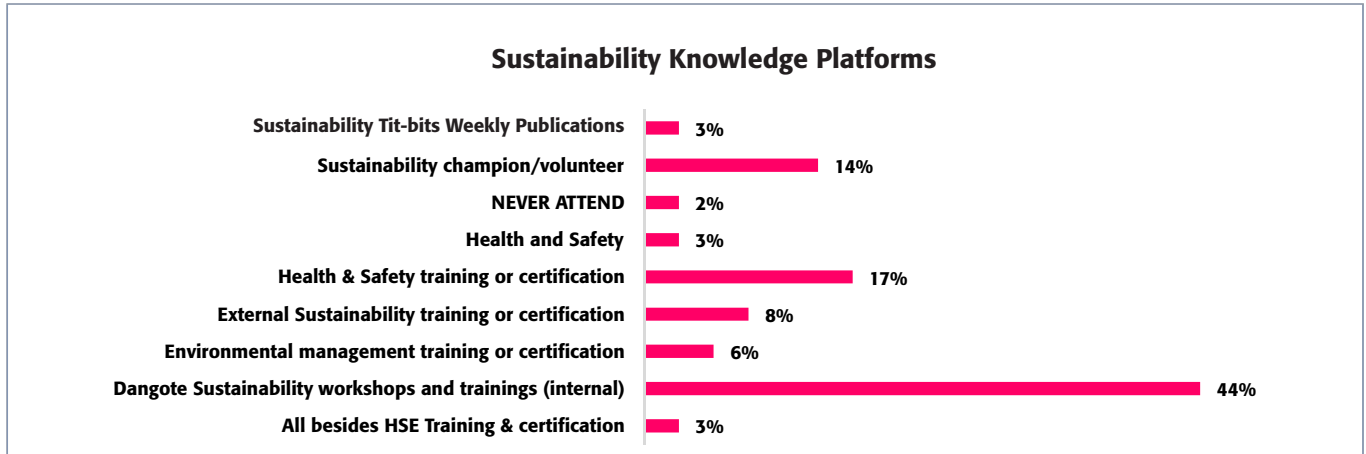 Sustainability Knowledge Platforms
Sustainability Tit-bits Weekly Publications 3%
Sustainability champion/volunteer 14%
NEVER ATTEND 2%
Health and Safety 3%
Health & Safety training or certification 17%
External Sustainability training or certification 8%
Environmental management training or certification 6%
Dangote Sustainability workshops and trainings (internal) 44%
All besides HSE Training & certification 3%